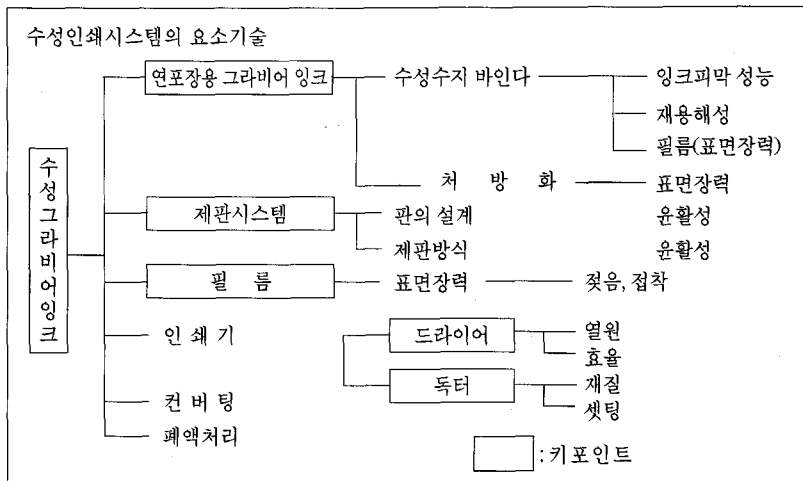 수성인쇄시스템의 요소기술
수성그라비어잉크
연포장용 그라비어 잉크
수성수지 바인다
잉크피막 성능
재용해성
필름(표면장력)
처 방 화
표면장력
제판시스템
판의 설계
윤활성
제판방식
윤활성
필 름
표면장력
젖음, 접착
인 쇄 기
드라이어
열원
효율
독터
재질
셋팅
컨 버 팅
폐액처리
:키포인트